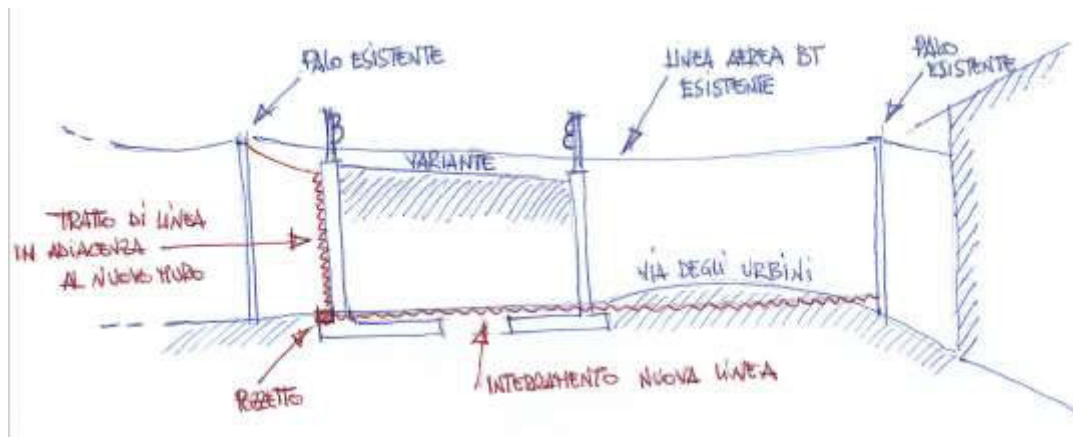 PALO ESISTENTE
LINEA AEREA BT
ESISTENTE
PALO
ESISTENTE
VARIANTE
TRATTO DI LINEA
IN ADIACENZA
AL NUOVO MURO
VIA DEGLI URBINI
POZZETTO
INTERRAMENTO NUOVA LINEA